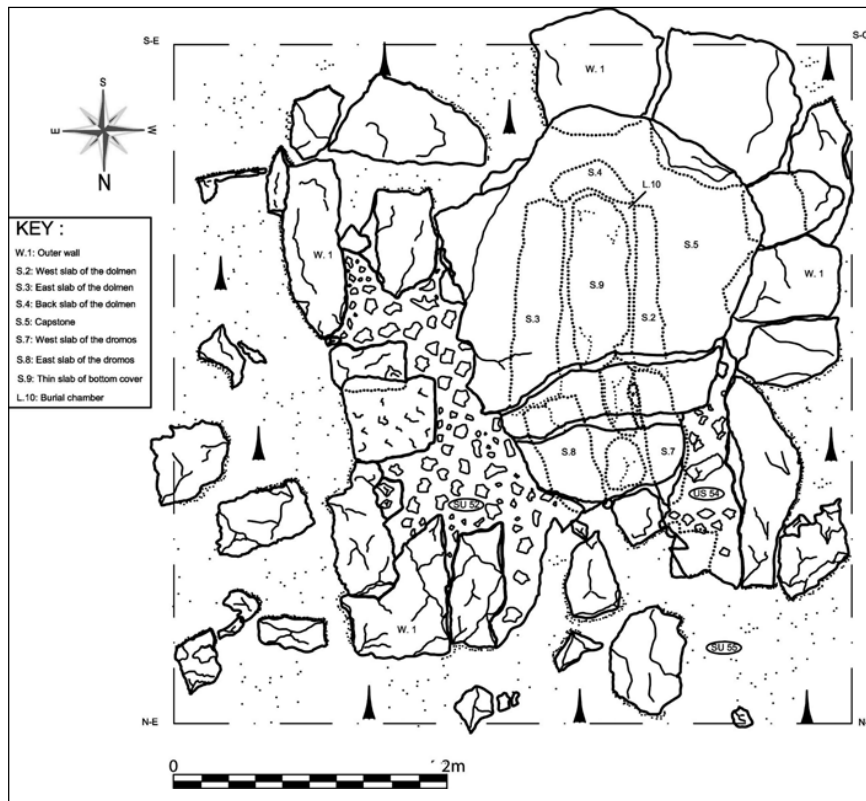 S-E
S-O
W. 1
S
E
W
N
S.4
L.10
KEY :
W.1: Outer wall
S.2: West slab of the dolmen
S.3: East slab of the dolmen
S.4: Back slab of the dolmen
S.5: Capstone
S.7: West slab of the dromos
S.8: East slab of the dromos
S.9: Thin slab of bottom cover
L.10: Burial chamber
W. 1
S.5
W. 1
S.9
S.3
S.2
S.8
S.7
US 54
SU 52
W. 1
SU 55
N-E
N-
0
2m